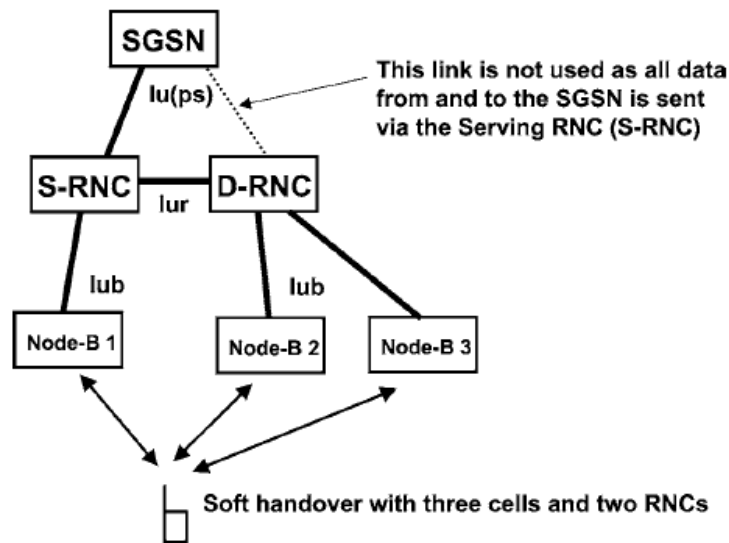 SGSN
This link is not used as all data
from and to the SGSN is sent
via the Serving RNC (S-RNC)
Iu(ps)
S-RNC
D-RNC
Iur
Iub
Iub
Node-B 1
Node-B 2
Node-B 3
Soft handover with three cells and two RNCs